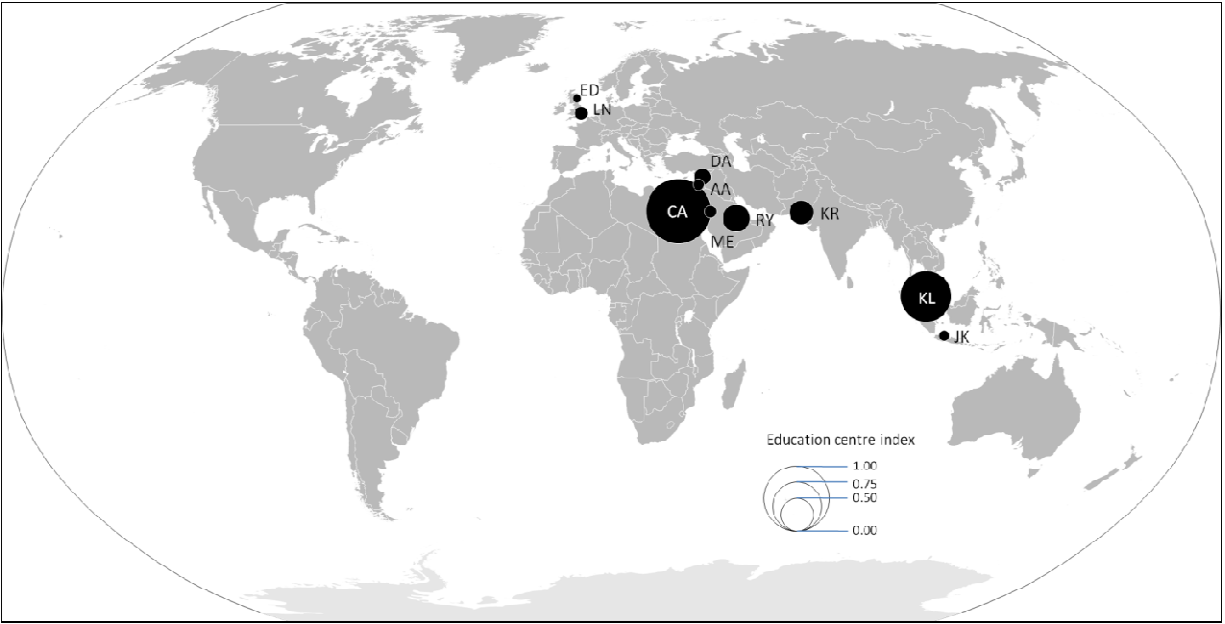 ED
LN
DA
AA
CA
RY
KR
ME
KL
JK
Education centre index
1.00
0.75
0.50
0.00